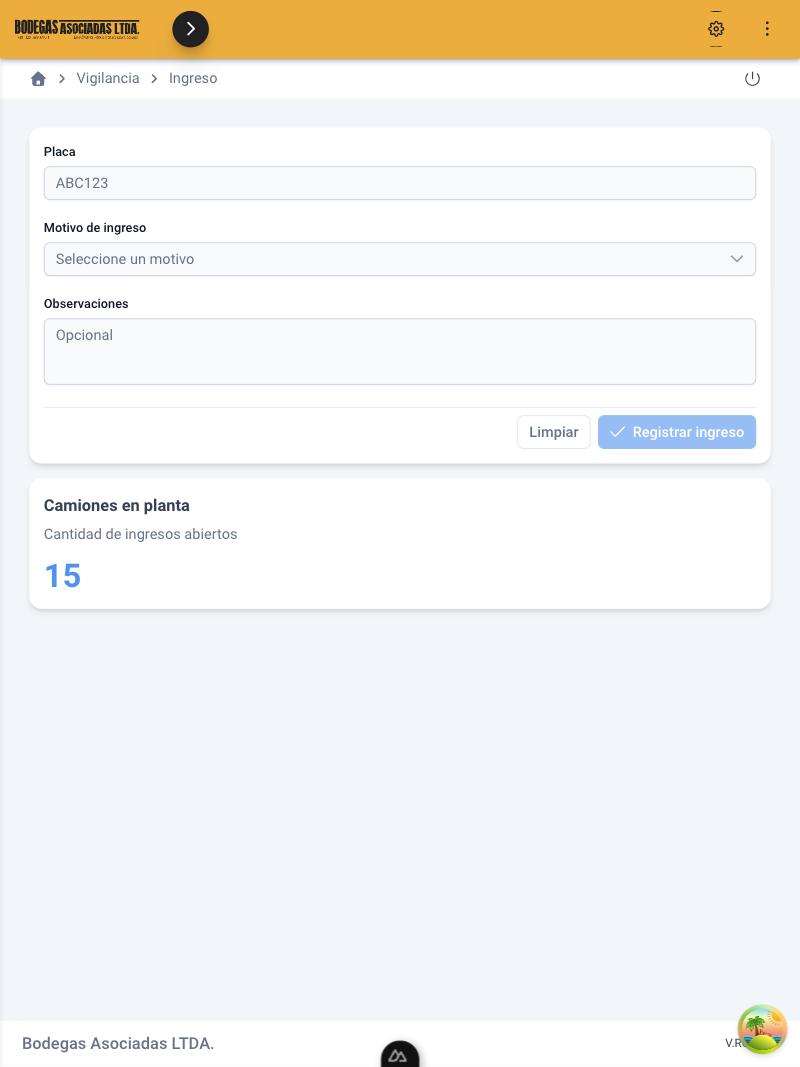 BODEGAS ASOCIADAS LTDA.
Vigilancia
Ingreso
Placa
ABC123
Motivo de ingreso
Seleccione un motivo
Observaciones
Opcional
Limpiar
Registrar ingreso
Camiones en planta
Cantidad de ingresos abiertos
15
Bodegas Asociadas LTDA.